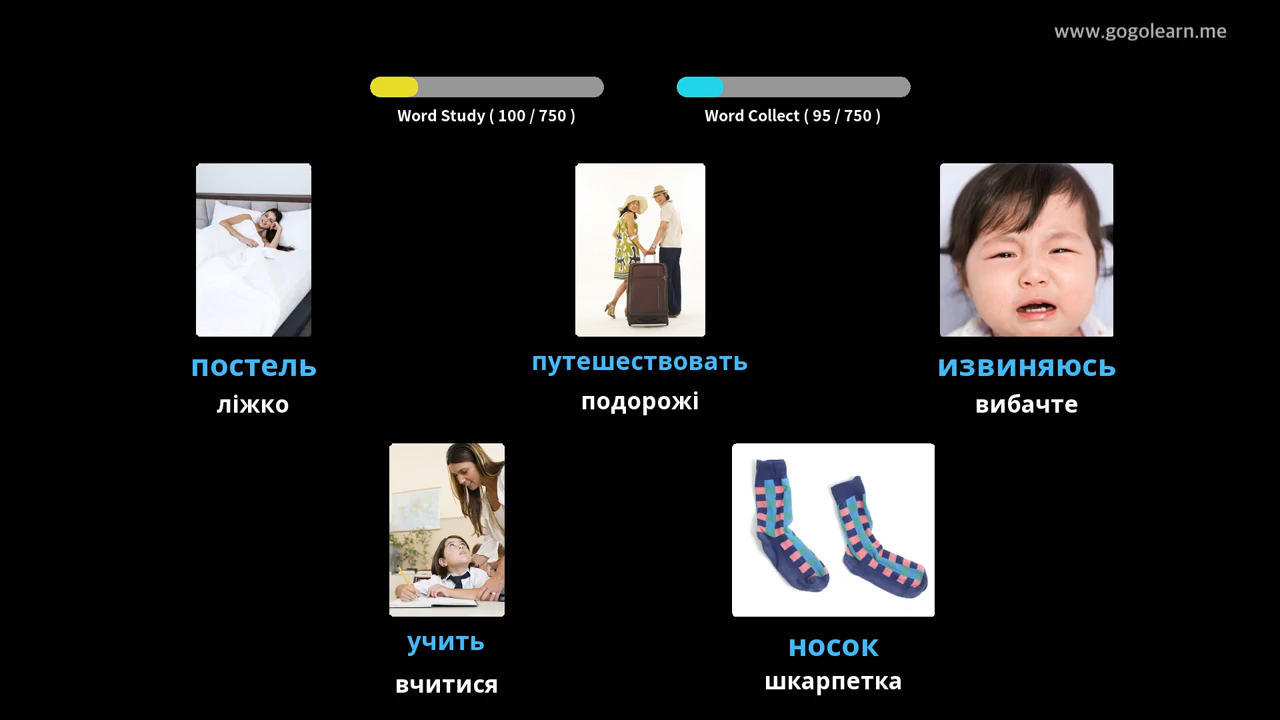 www.gogolearn.me
Word Study ( 100 / 750 )
Word Collect ( 95 / 750 )
постель
ліжко
путешествовать
подорожі
извиняюсь
вибачте
учить
вчитися
носок
шкарпетка